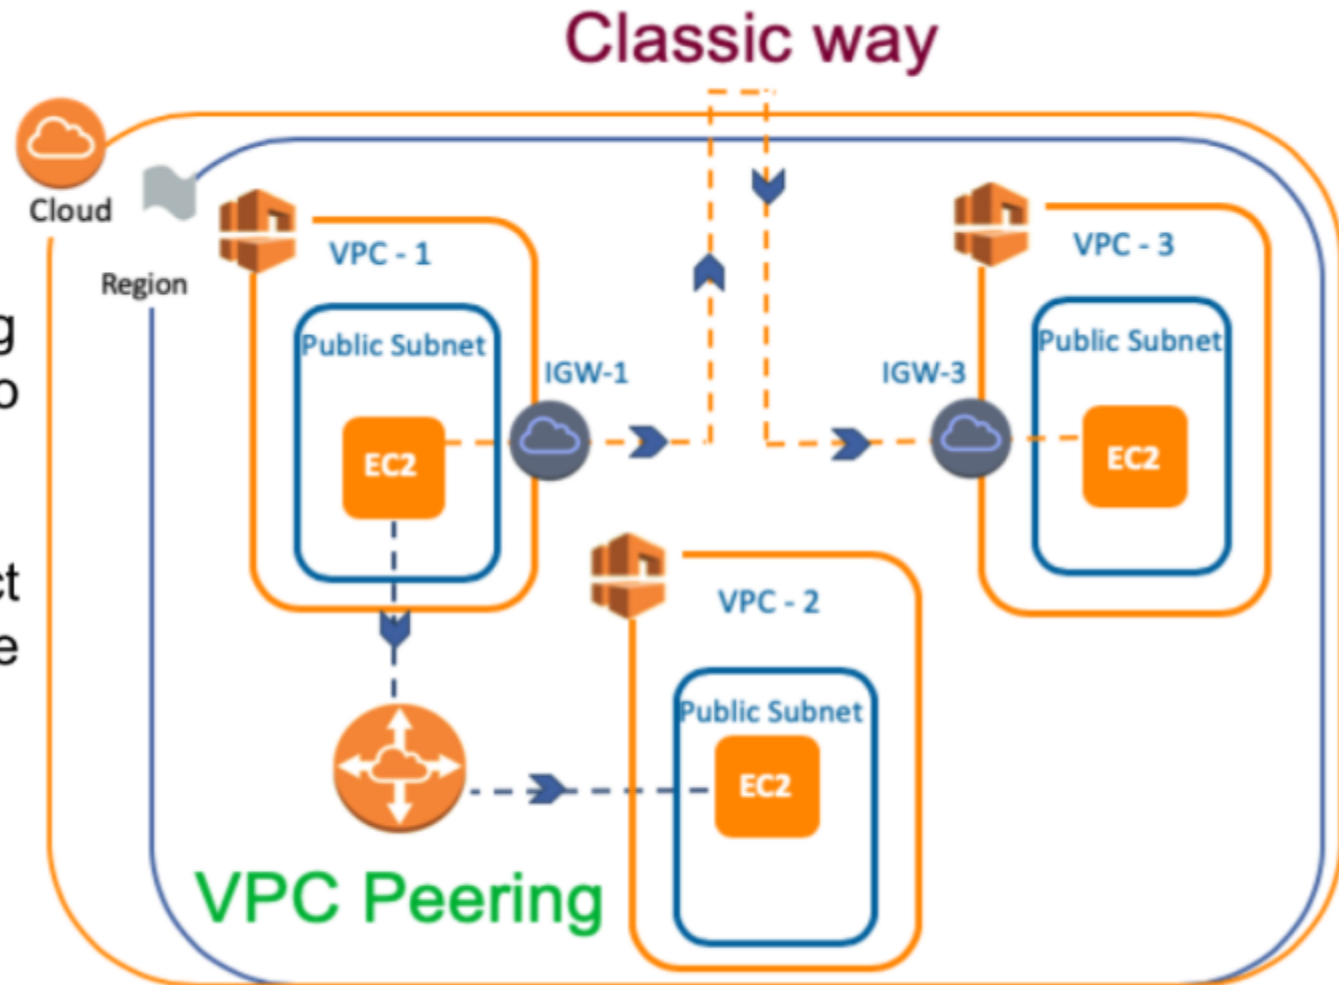 Classic way
Cloud
Region
VPC - 1
Public Subnet
EC2
IGW-1
IGW-3
VPC - 3
Public Subnet
EC2
VPC - 2
Public Subnet
EC2
VPC Peering